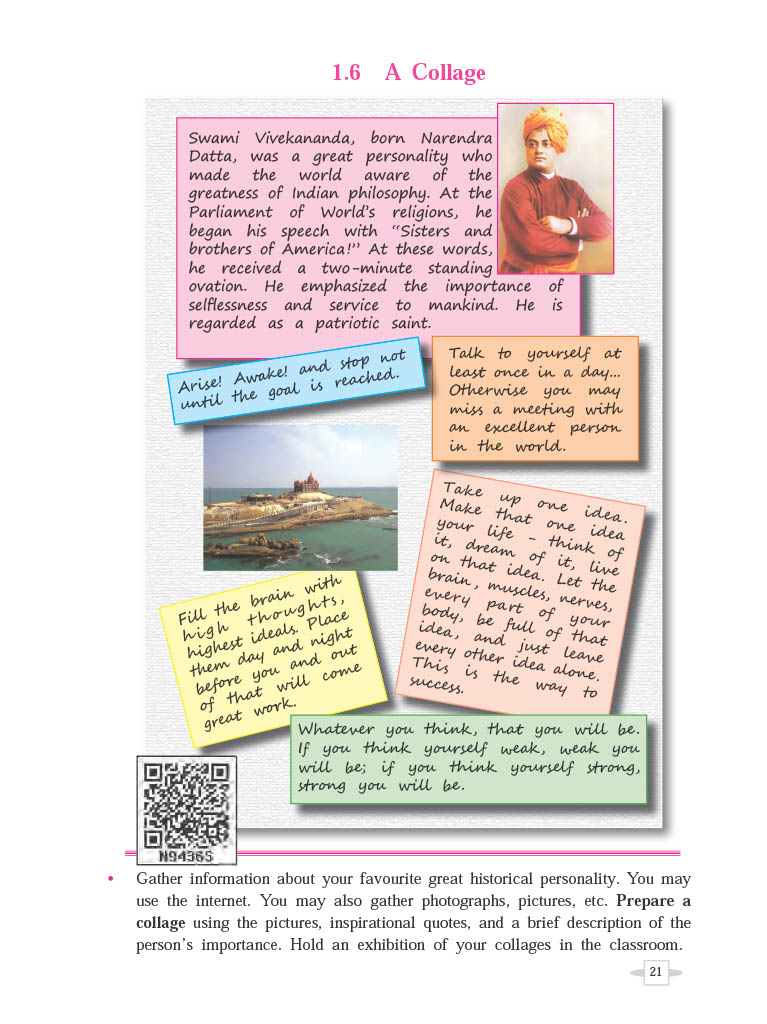 1.6 A Collage
Swami Vivekananda, born Narendra
Datta, was a great personality who
made the world aware of the
greatness of Indian philosophy. At the
Parliament of World's religions, he
began his speech with "Sisters and
brothers of America!" At these words,
he received a two-minute standing
ovation. He emphasized the importance of
selflessness and service to mankind. He is
regarded as a patriotic saint.
Arise! Awake! and stop not
until the goal is reached.
Talk to yourself at
least once in a day...
Otherwise you may
miss a meeting with
an excellent person
in the world.
Take up one idea.
Make that one idea
your life - think of
it, dream of it, live
on that idea. Let the
brain, muscles, nerves,
every part of your
body, be full of that
idea, and just leave
every other idea alone.
This is the way to
success.
Fill the brain with
high thoughts,
highest ideals. Place
them day and night
before you and out
of that will come
great work.
Whatever you think, that you will be.
If you think yourself weak, weak you
will be; if you think yourself strong,
strong you will be.
N94365
• Gather information about your favourite great historical personality. You may
use the internet. You may also gather photographs, pictures, etc. Prepare a
collage using the pictures, inspirational quotes, and a brief description of the
person's importance. Hold an exhibition of your collages in the classroom.
21